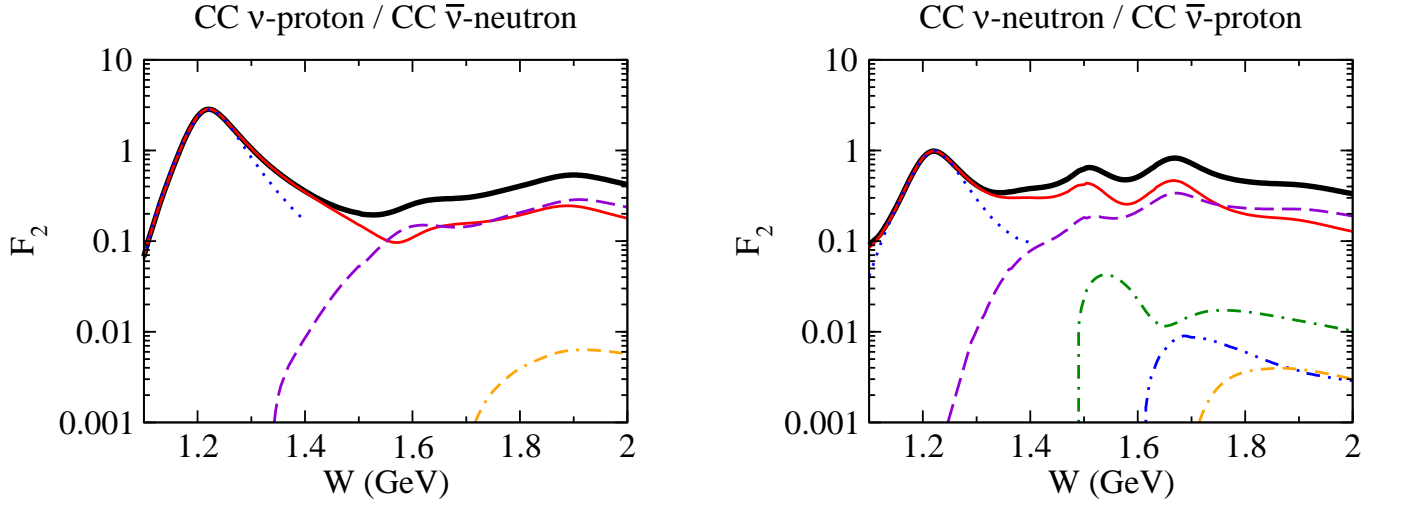 CC ν-proton / CC ν̅-neutron
10
1
0.1
0.01
0.001
F₂
1.2 1.4 1.6 1.8 2
W (GeV)
CC ν-neutron / CC ν̅-proton
10
1
0.1
0.01
0.001
F₂
1.2 1.4 1.6 1.8 2
W (GeV)